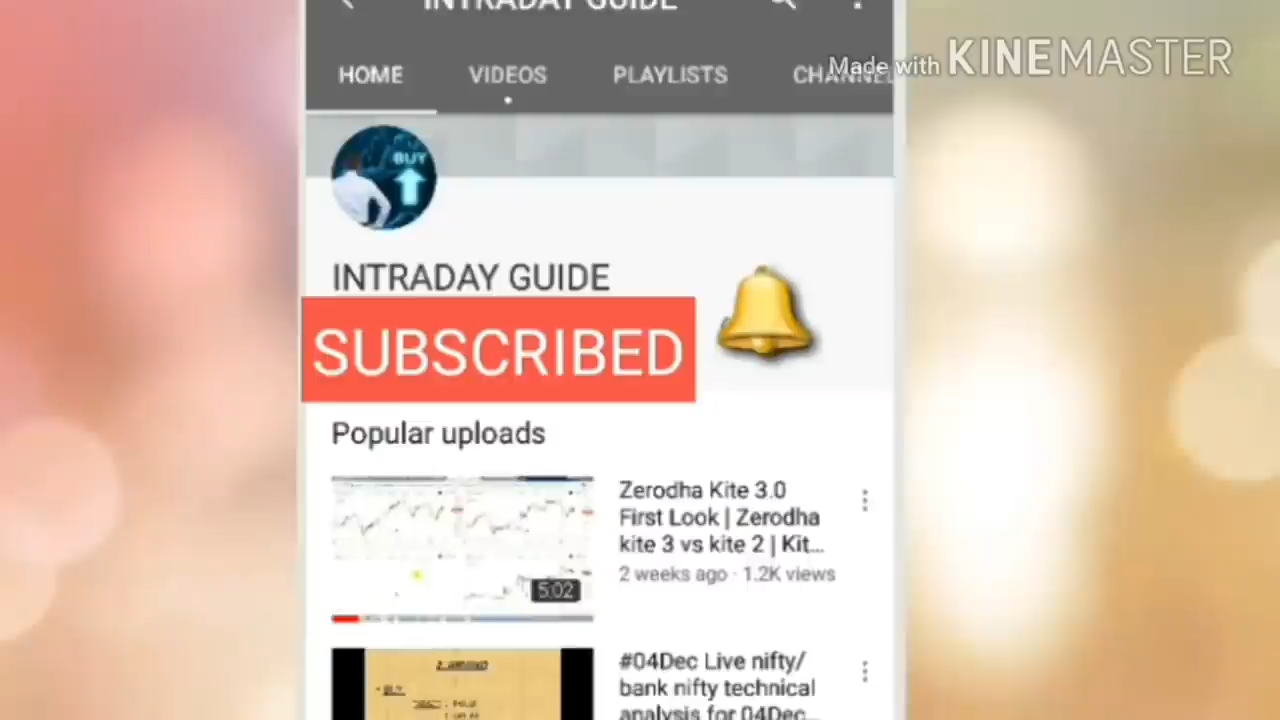 INTRADAY GUIDE
Made with KINEMASTER
HOME VIDEOS PLAYLISTS CHANNEL
BUY
INTRADAY GUIDE
SUBSCRIBED
Popular uploads
Zerodha Kite 3.0
First Look | Zerodha
kite 3 vs kite 2 | Kit...
2 weeks ago · 1.2K views
5:02
#04Dec Live nifty/
bank nifty technical
analysis for 04Dec...
BUY